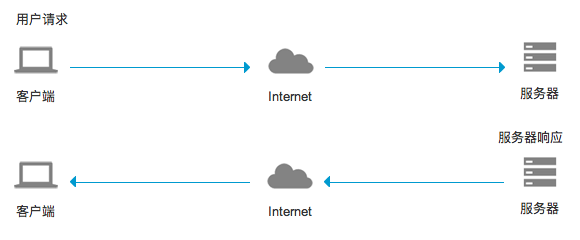 用户请求
客户端
Internet
服务器
服务器响应
客户端
Internet
服务器